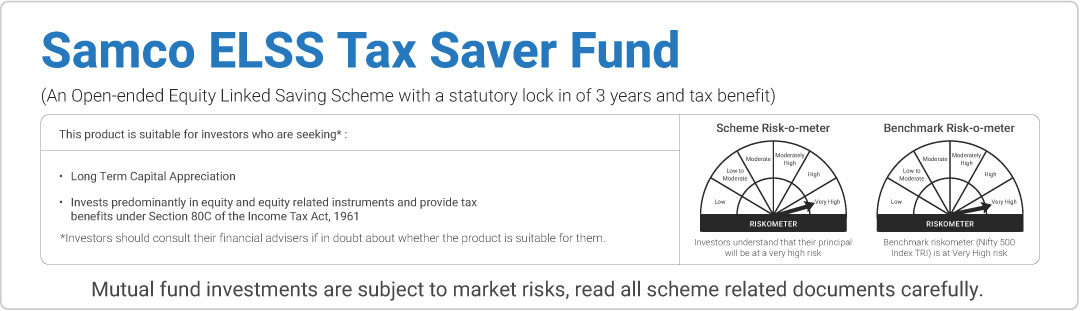 Samco ELSS Tax Saver Fund
(An Open-ended Equity Linked Saving Scheme with a statutory lock in of 3 years and tax benefit)
This product is suitable for investors who are seeking* :
• Long Term Capital Appreciation
• Invests predominantly in equity and equity related instruments and provide tax
benefits under Section 80C of the Income Tax Act, 1961
*Investors should consult their financial advisers if in doubt about whether the product is suitable for them.
Scheme Risk-o-meter
Low
Low to
Moderate
Moderate
Moderately
High
High
Very High
RISKOMETER
Investors understand that their principal
will be at a very high risk
Benchmark Risk-o-meter
Low
Low to
Moderate
Moderate
Moderately
High
High
Very High
RISKOMETER
Benchmark riskometer (Nifty 500
Index TRI) is at Very High risk
Mutual fund investments are subject to market risks, read all scheme related documents carefully.